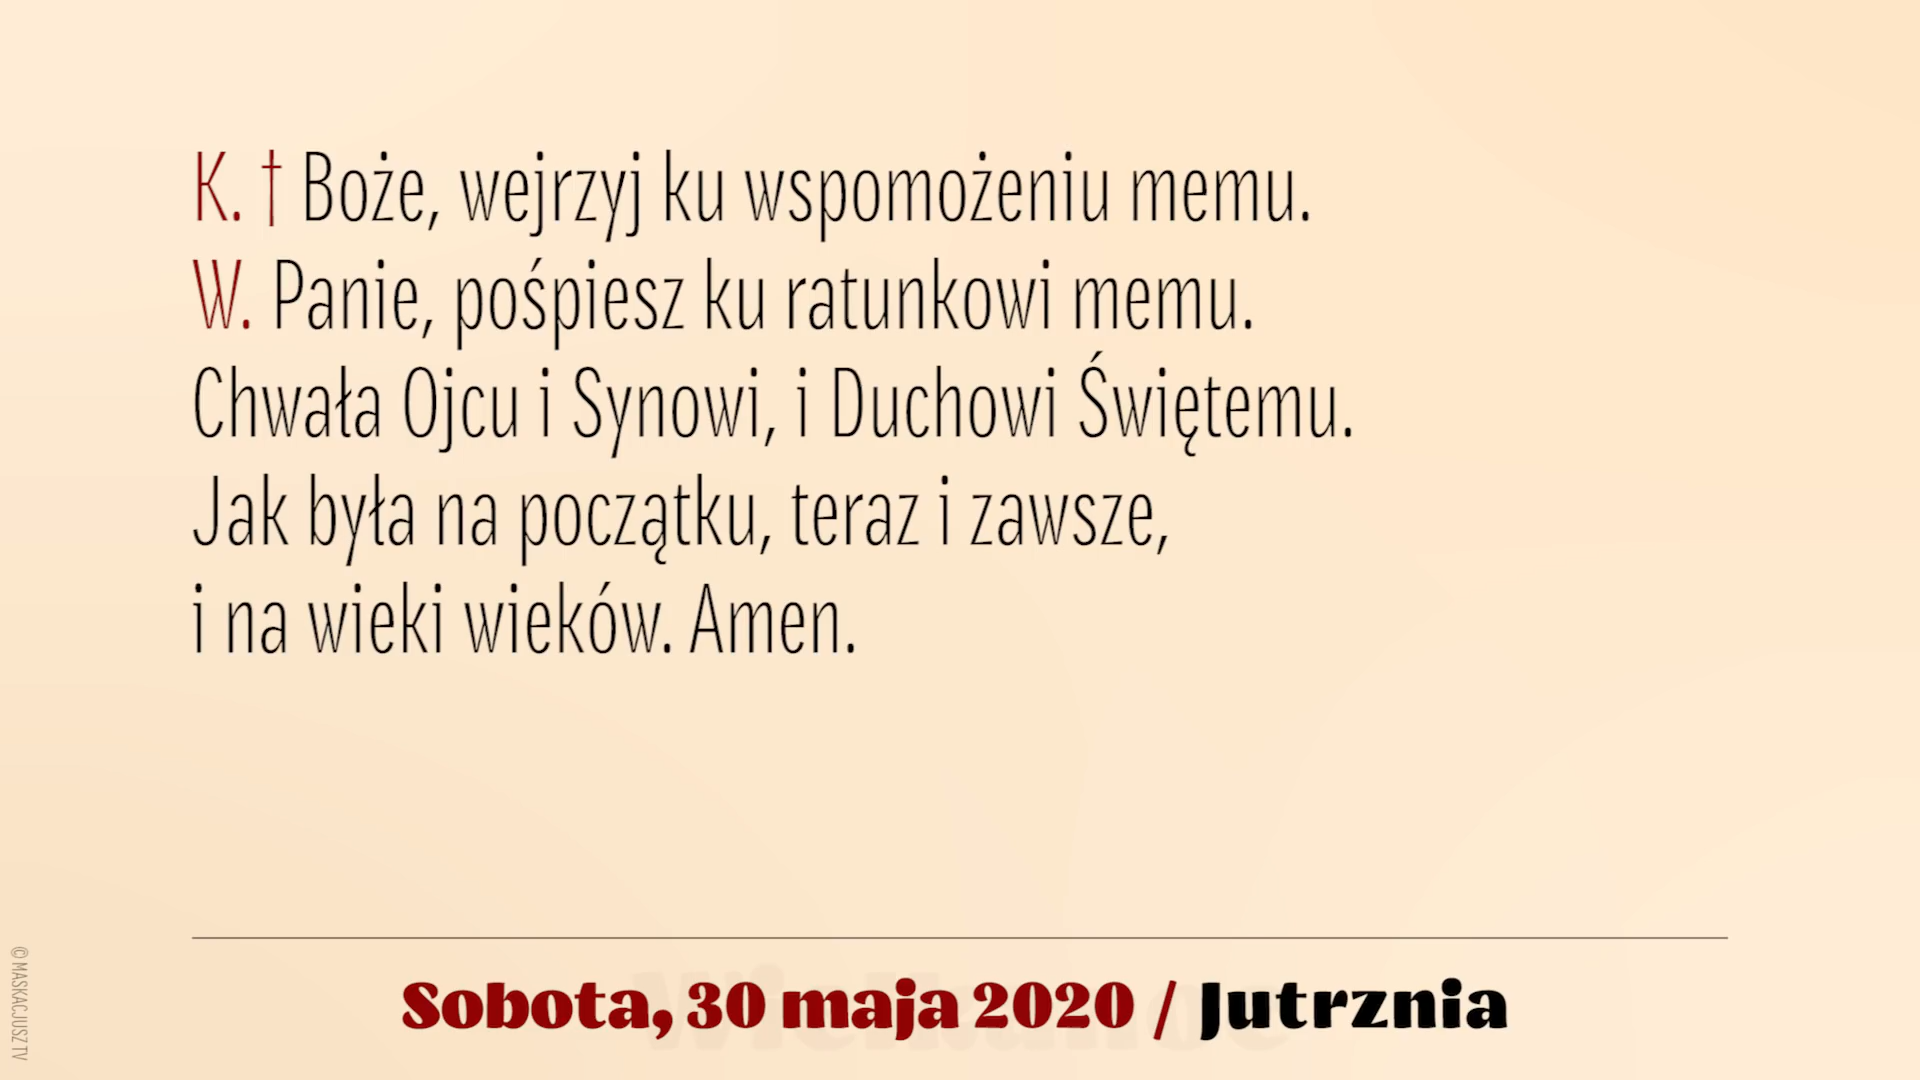 K. † Boże, wejrzyj ku wspomożeniu memu.
W. Panie, pośpiesz ku ratunkowi memu.
Chwała Ojcu i Synowi, i Duchowi Świętemu.
Jak była na początku, teraz i zawsze,
i na wieki wieków. Amen.
Sobota, 30 maja 2020 / Jutrznia
© MASKACJUSZ TV